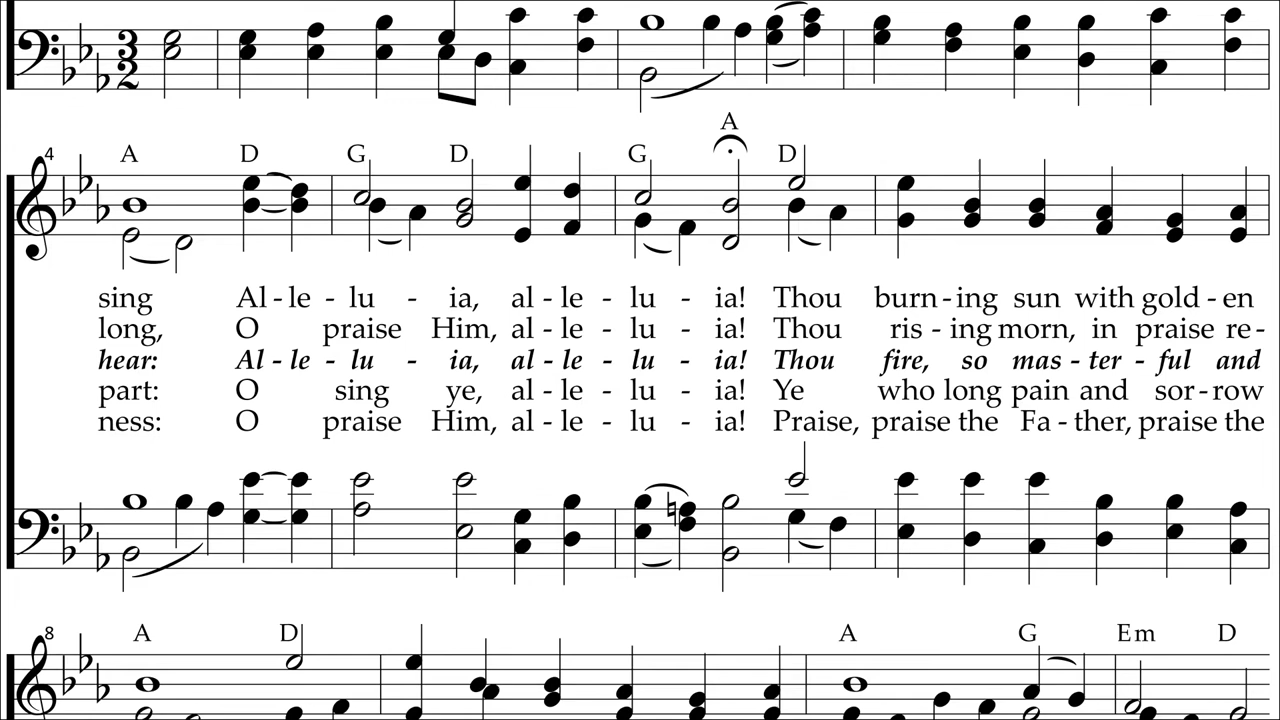 3
2
A
4 A D G D G D
sing Al - le - lu - ia, al - le - lu - ia! Thou burn - ing sun with gold - en
long, O praise Him, al - le - lu - ia! Thou ris - ing morn, in praise re -
hear: Al - le - lu - ia, al - le - lu - ia! Thou fire, so mas - ter - ful and
part: O sing ye, al - le - lu - ia! Ye who long pain and sor - row
ness: O praise Him, al - le - lu - ia! Praise, praise the Fa - ther, praise the
8 A D A G Em D